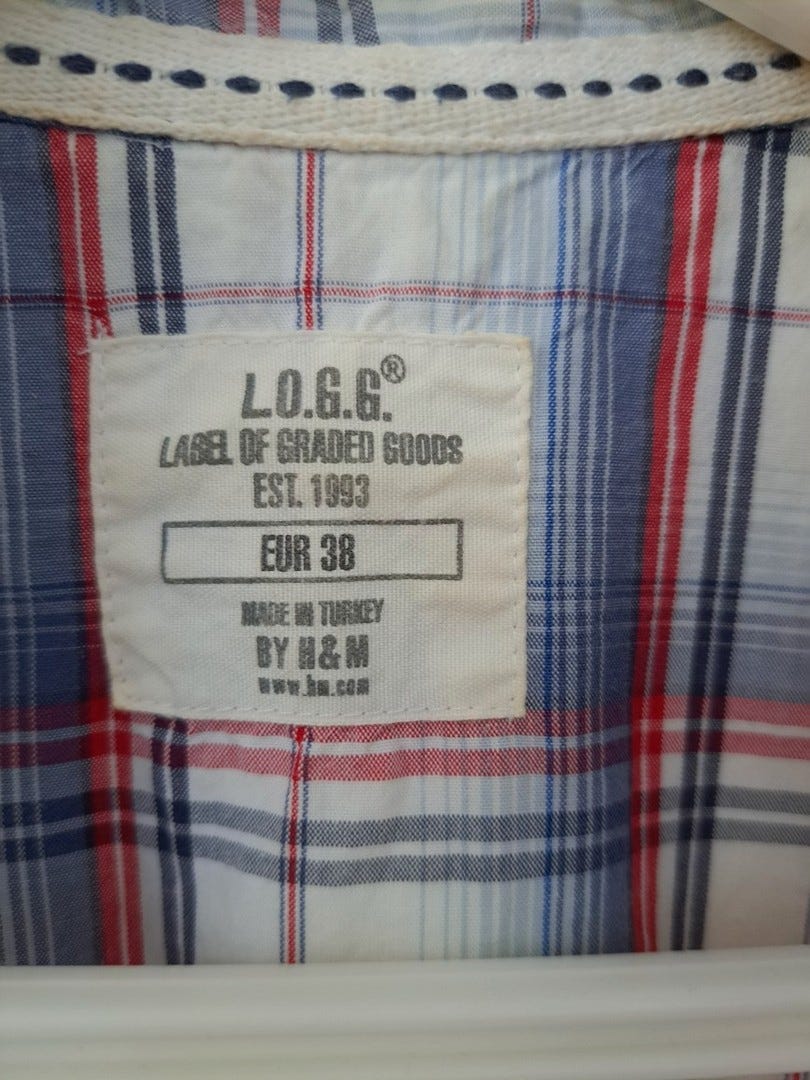 L.O.G.G.®
LABEL OF GRADED GOODS
EST. 1993
EUR 38
MADE IN TURKEY
BY H&M
www.hm.com